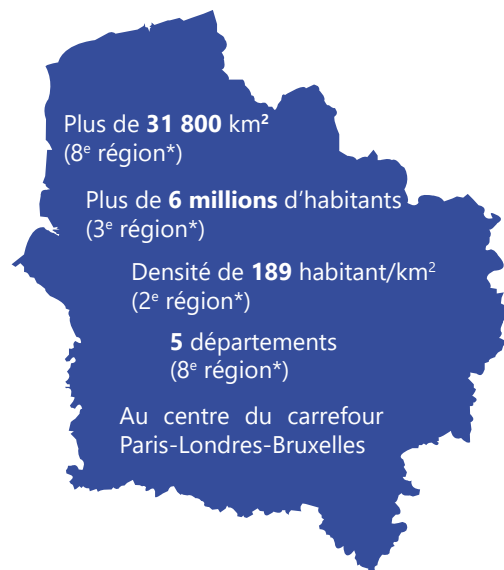 Plus de 31 800 km²
(8e région*)
Plus de 6 millions d'habitants
(3e région*)
Densité de 189 habitant/km²
(2e région*)
5 départements
(8e région*)
Au centre du carrefour
Paris-Londres-Bruxelles